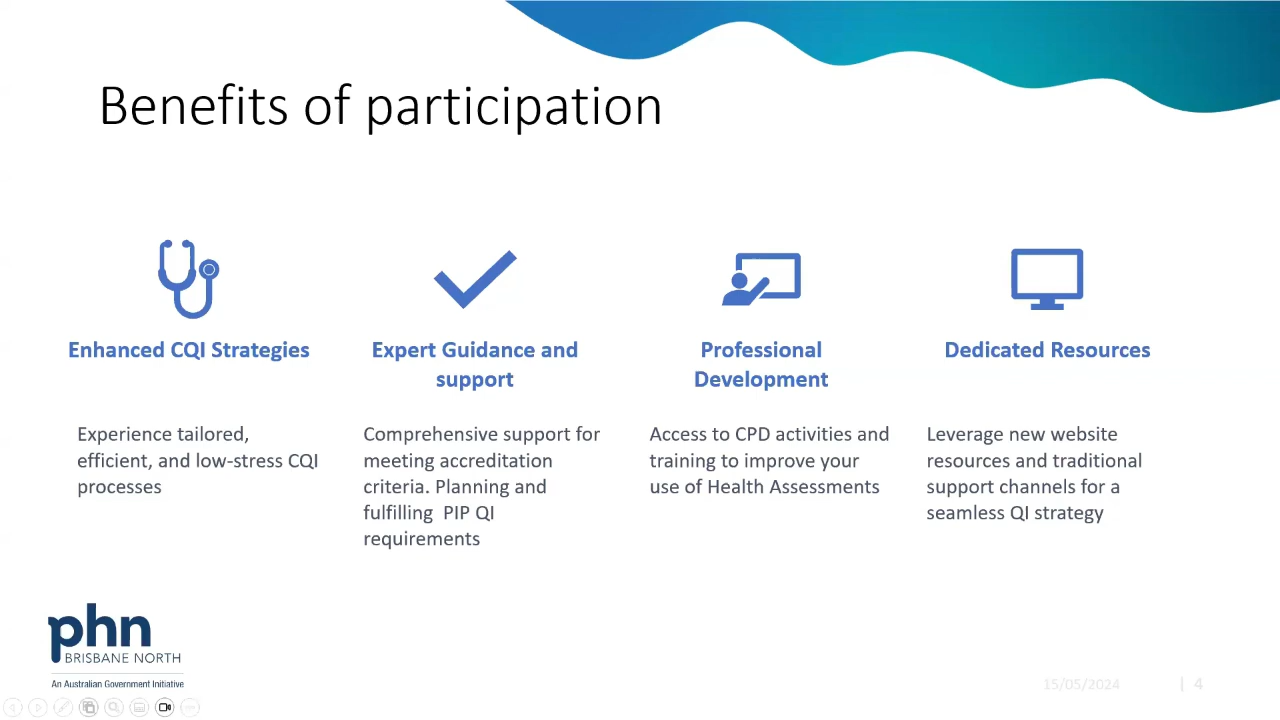 Benefits of participation
Enhanced CQI Strategies
Experience tailored,
efficient, and low-stress CQI
processes
Expert Guidance and
support
Comprehensive support for
meeting accreditation
criteria. Planning and
fulfilling  PIP QI
requirements
Professional
Development
Access to CPD activities and
training to improve your
use of Health Assessments
Dedicated Resources
Leverage new website
resources and traditional
support channels for a
seamless QI strategy
phn
BRISBANE NORTH
An Australian Government Initiative
15/05/2024
| 4